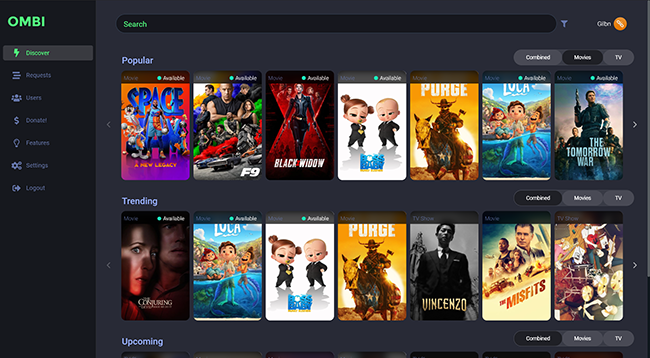 OMBI
Search
Gilbn
Discover
Requests
Users
Donate!
Features
Settings
Logout
Popular
Combined Movies TV
Movie Available Movie Available Movie Available Movie Movie Movie Available Movie Available
SPACE JAM
A NEW LEGACY
F9
BLACK WIDOW
BOSS BABY
PURGE
LUCA
THE TOMORROW WAR
Trending
Combined Movies TV
Movie Available Movie Available Movie Available Movie TV Show Movie TV Show
THE CONJURING
LUCA
BOSS BABY
PURGE
VINCENZO
THE MISFITS
Upcoming
Combined Movies TV